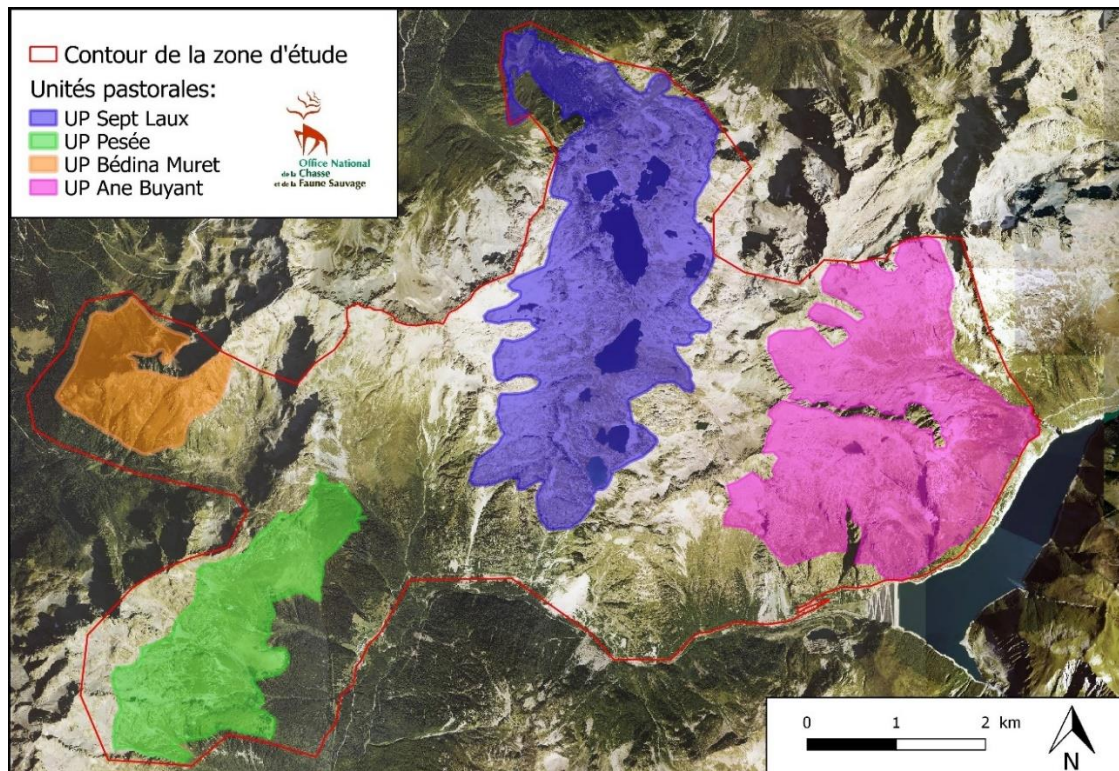 Contour de la zone d'étude
Unités pastorales:
UP Sept Laux
UP Pesée
UP Bédina Muret
UP Ane Buyant
Office National
de la Chasse
et de la Faune Sauvage
0 1 2 km
N